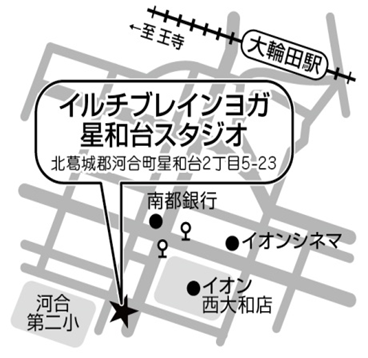 ←至 王寺
大輪田駅
イルチブレインヨガ
星和台スタジオ
北葛城郡河合町星和台2丁目5-23
南都銀行
イオンシネマ
イオン
西大和店
河合
第二小